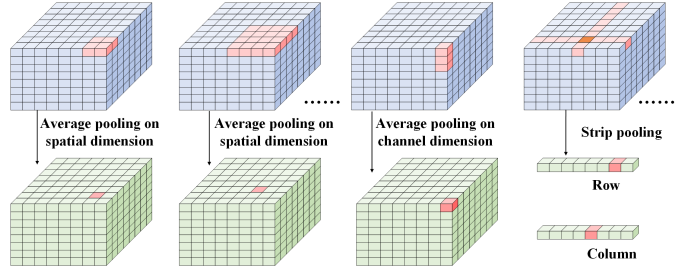 ......
......
Average pooling on
spatial dimension
Average pooling on
spatial dimension
Average pooling on
channel dimension
Strip pooling
Row
Column